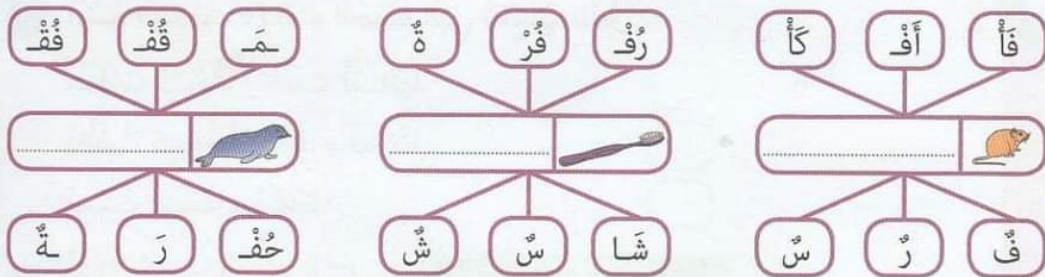 فَأْ أَفْـ كَأْ رُفْـ فُرْ ةٌ ـمَـ قُفْـ فُقْـ
فٌ رٌ سٌ شَا سٌ شٌ حُفْـ رَ ـةٌ